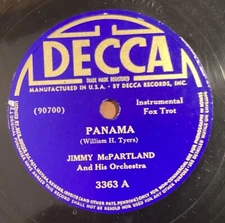 DECCA
TRADE MARK REGISTERED
MANUFACTURED IN U.S.A. - BY DECCA RECORDS, INC.
(90700)
Instrumental
Fox Trot
PANAMA
(William H. Tyers)
JIMMY McPARTLAND
And His Orchestra
3363 A